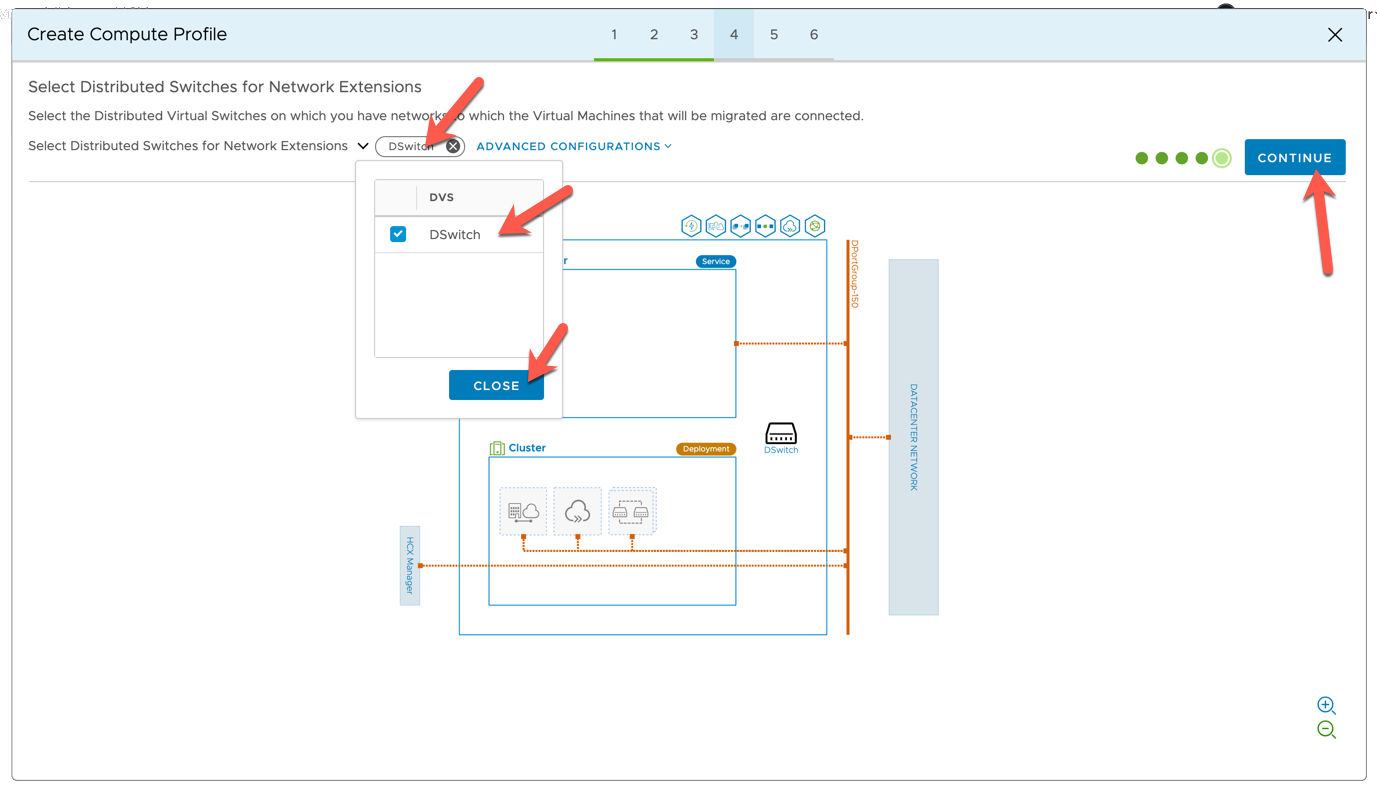 Create Compute Profile
1 2 3 4 5 6
Select Distributed Switches for Network Extensions
Select the Distributed Virtual Switches on which you have networks to which the Virtual Machines that will be migrated are connected.
Select Distributed Switches for Network Extensions DSwitch ADVANCED CONFIGURATIONS
CONTINUE
DVS
DSwitch
CLOSE
r
Service
DPortGroup-150
DATACENTER NETWORK
DSwitch
Cluster
Deployment
HCX Manager